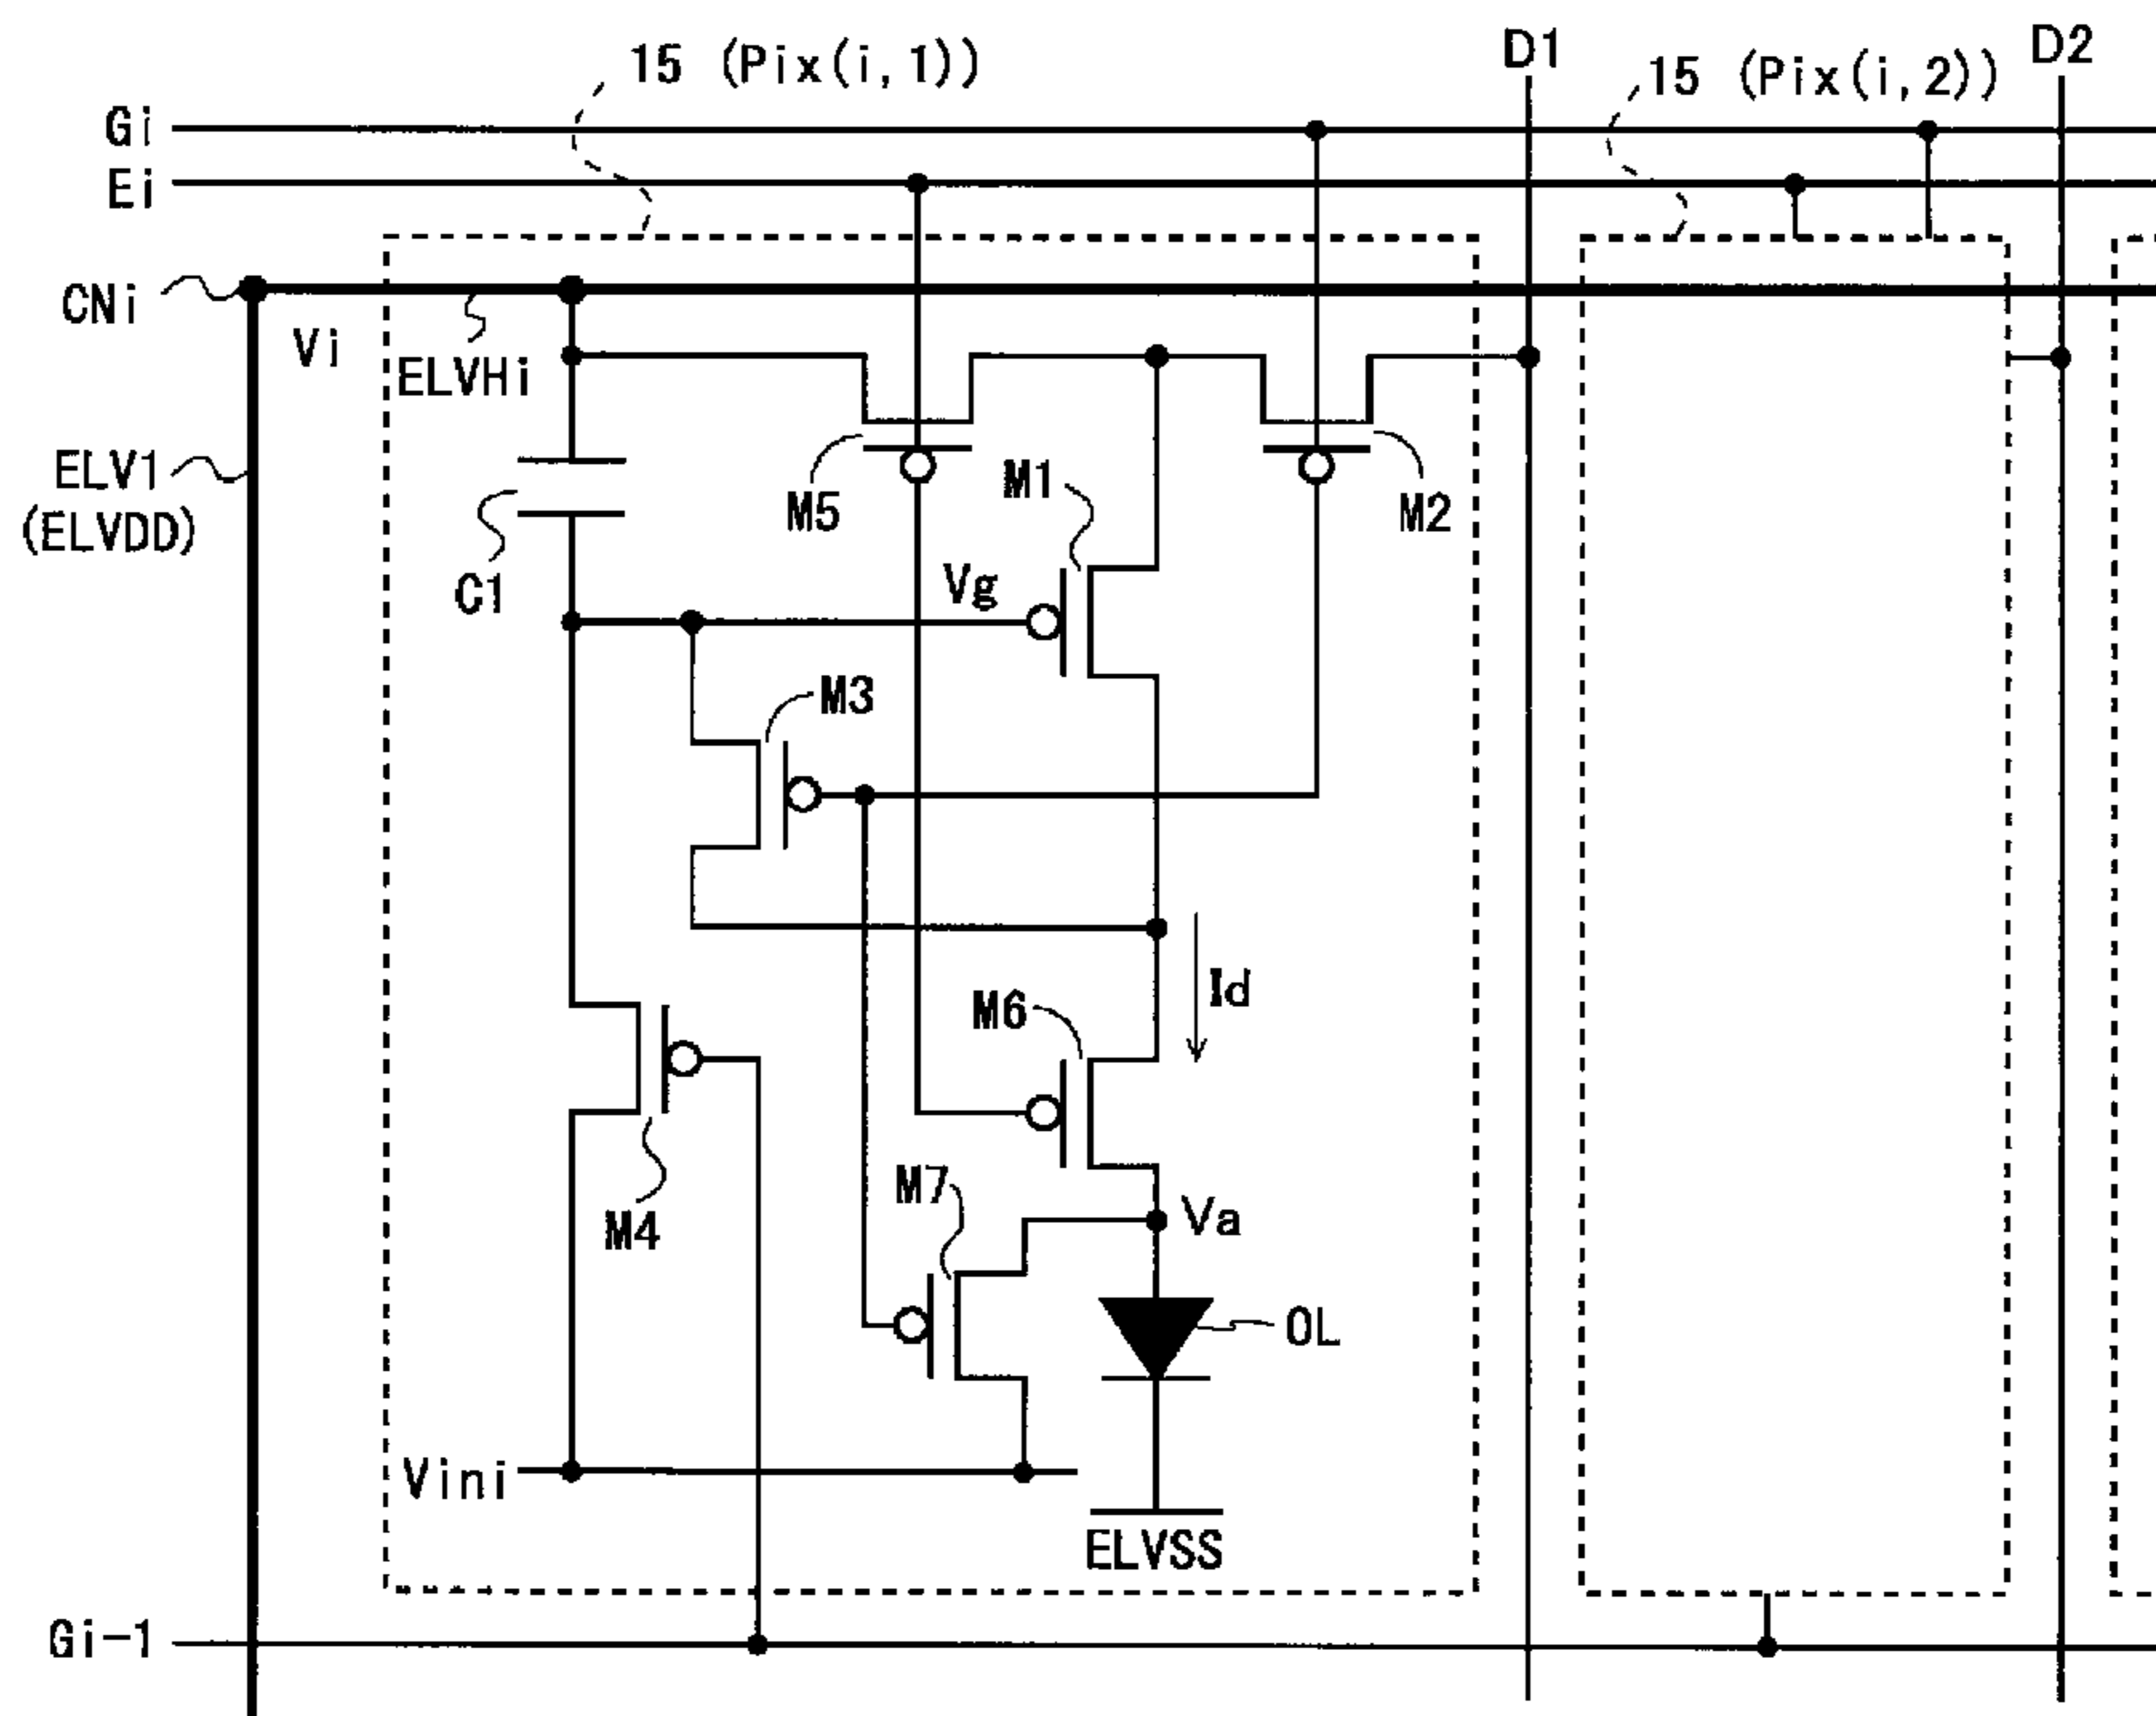 15 (Pix(i,1))
D1
15 (Pix(i,2))
D2
Gi
Ei
CNi
Vi
ELVHi
ELV1
(ELVDD)
C1
M5
M1
M2
Vg
M3
M6
Id
M4
M7
Va
OL
Vini
ELVSS
Gi-1